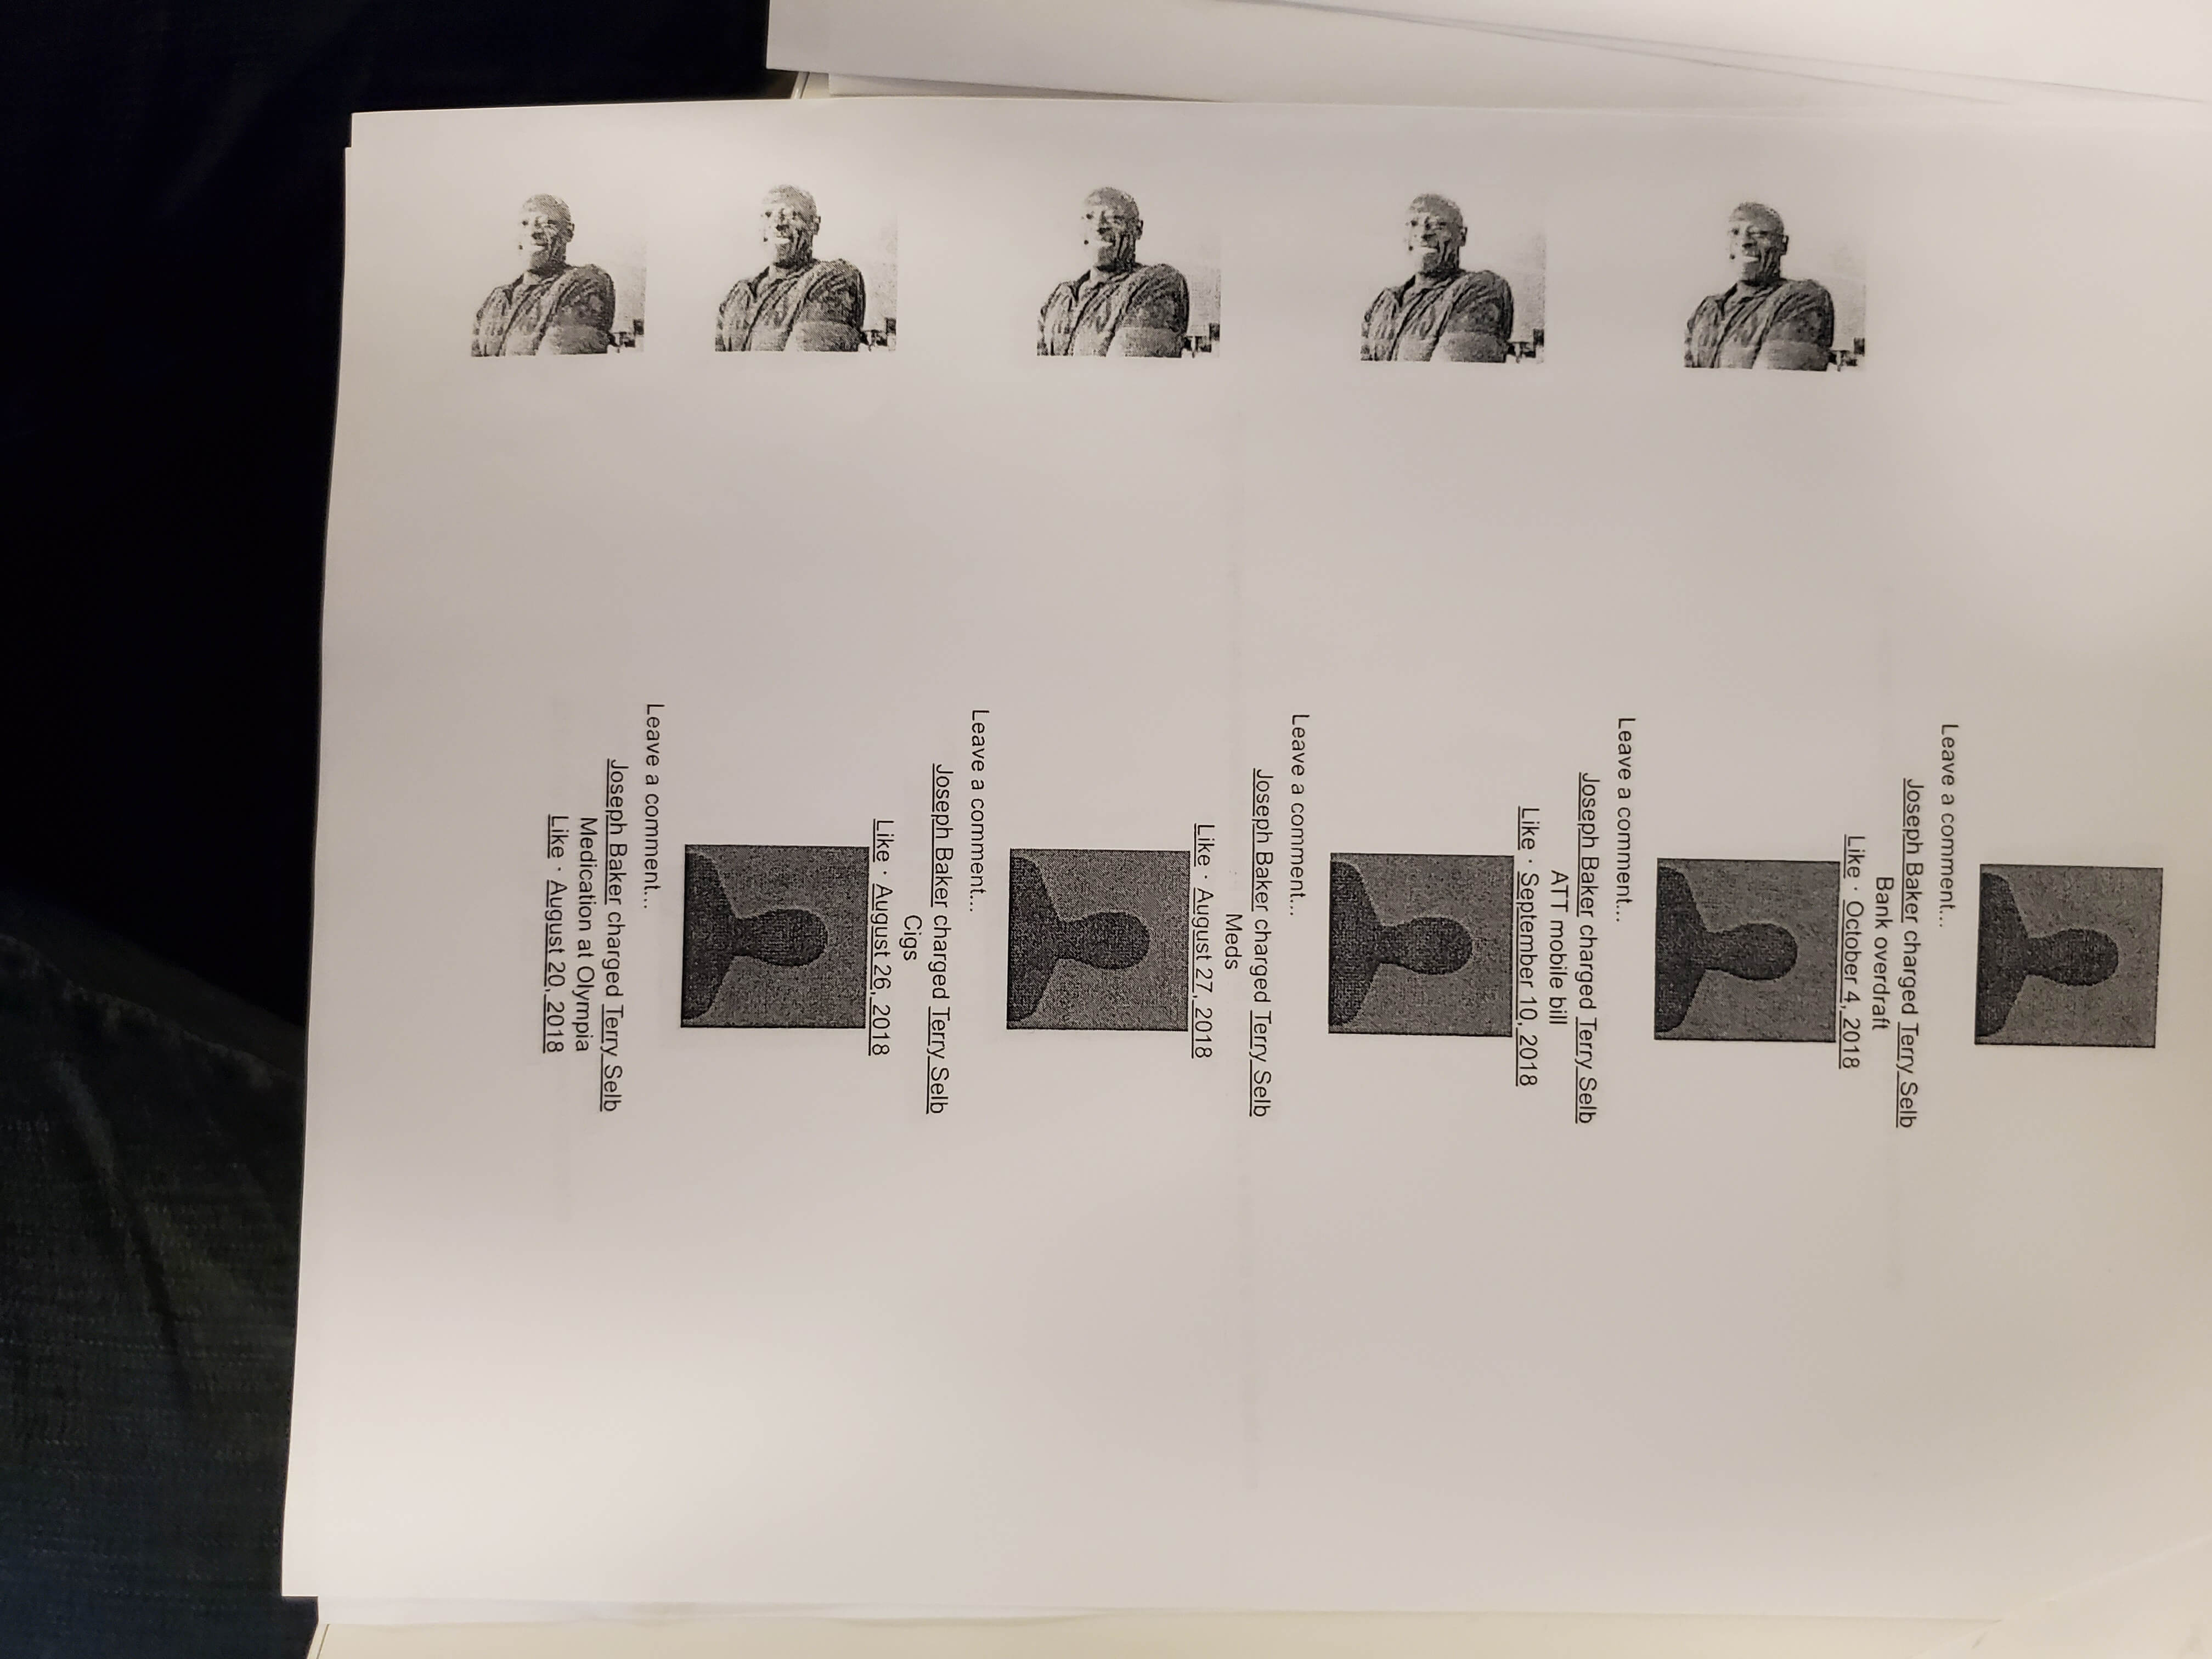 Leave a comment...
Joseph Baker charged Terry Selb
Bank overdraft
Like · October 4, 2018
Leave a comment...
Joseph Baker charged Terry Selb
ATT mobile bill
Like · September 10, 2018
Leave a comment...
Joseph Baker charged Terry Selb
Meds
Like · August 27, 2018
Leave a comment...
Joseph Baker charged Terry Selb
Cigs
Like · August 26, 2018
Leave a comment...
Joseph Baker charged Terry Selb
Medication at Olympia
Like · August 20, 2018